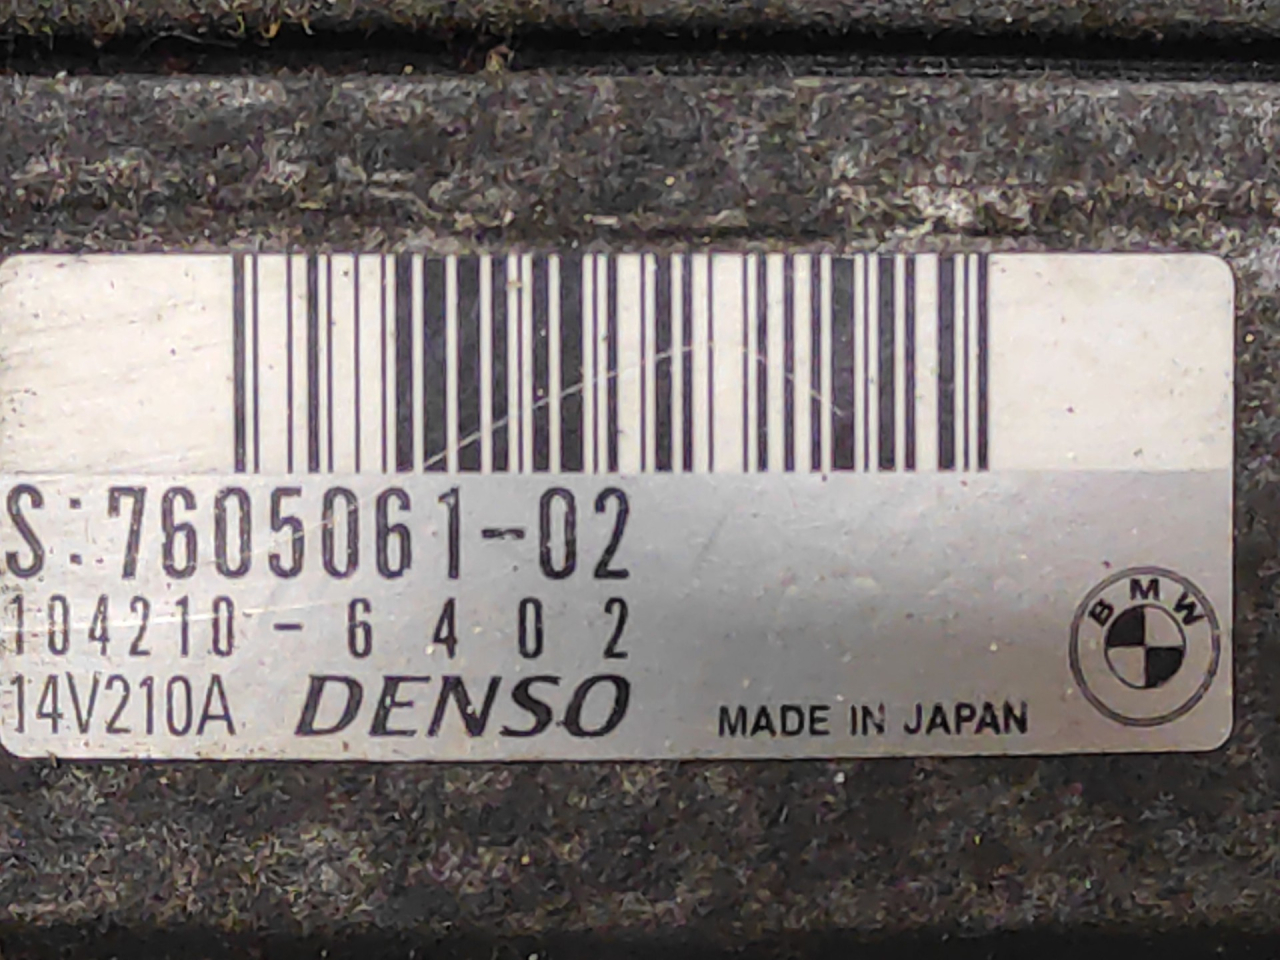 S:7605061-02
104210-6402
14V210A DENSO MADE IN JAPAN
BMW